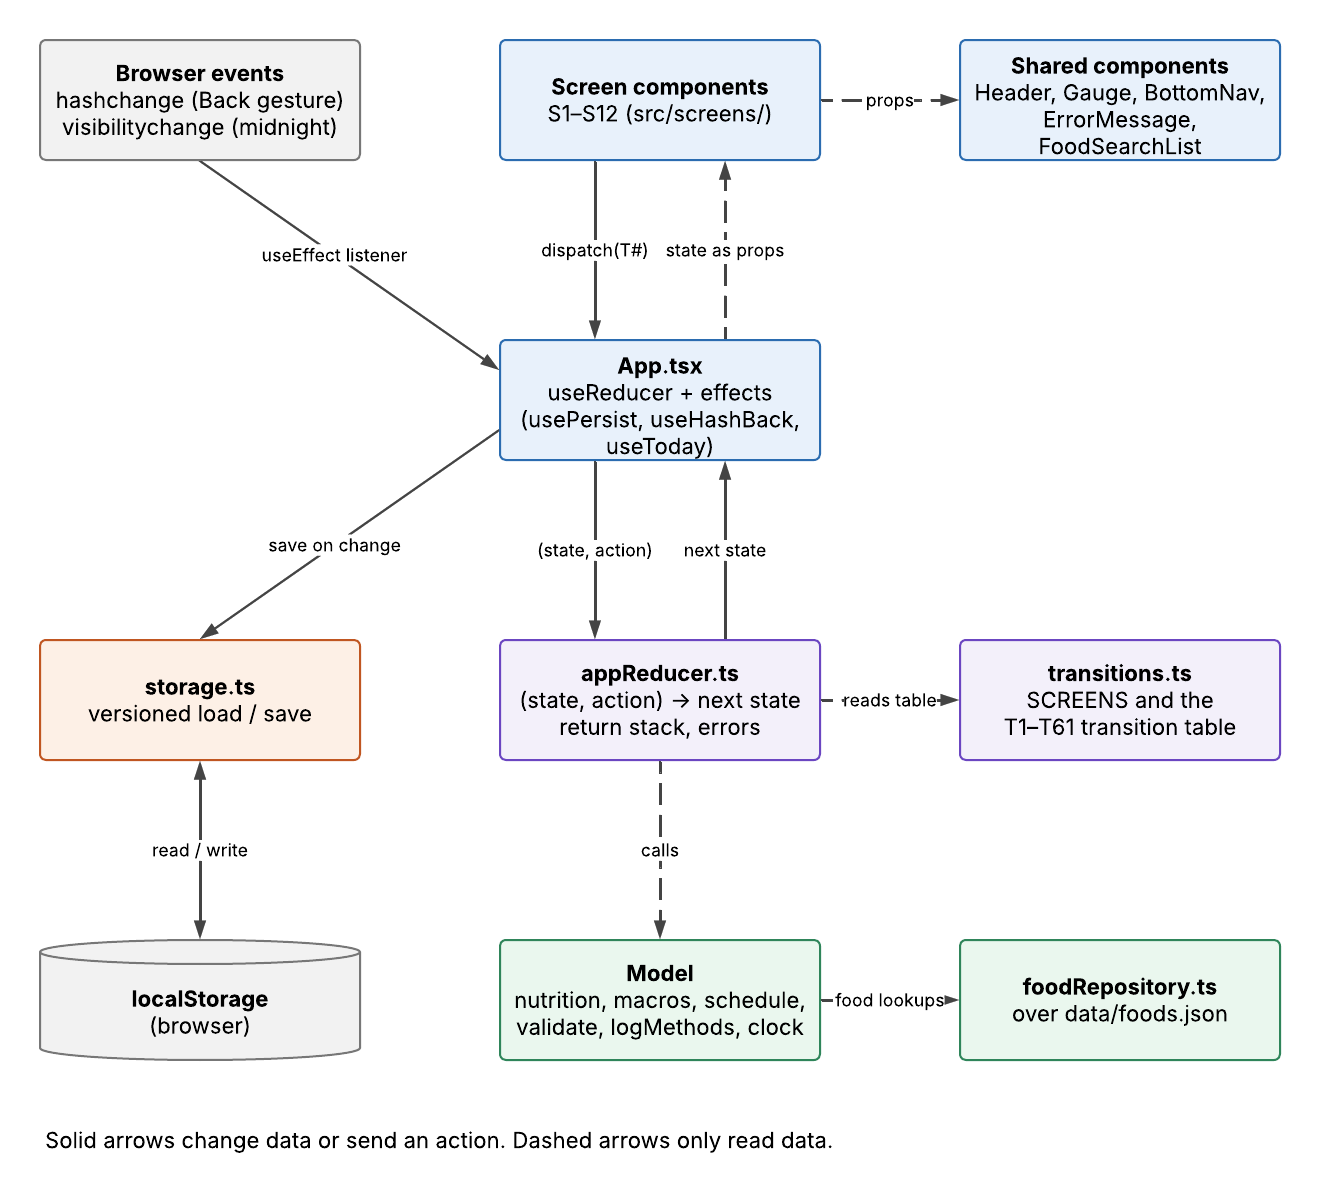 Browser events
hashchange (Back gesture)
visibilitychange (midnight)
Screen components
S1–S12 (src/screens/)
props
Shared components
Header, Gauge, BottomNav,
ErrorMessage,
FoodSearchList
useEffect listener
dispatch(T#)
state as props
App.tsx
useReducer + effects
(usePersist, useHashBack,
useToday)
save on change
(state, action)
next state
storage.ts
versioned load / save
appReducer.ts
(state, action) → next state
return stack, errors
reads table
transitions.ts
SCREENS and the
T1–T61 transition table
read / write
calls
localStorage
(browser)
Model
nutrition, macros, schedule,
validate, logMethods, clock
food lookups
foodRepository.ts
over data/foods.json
Solid arrows change data or send an action. Dashed arrows only read data.